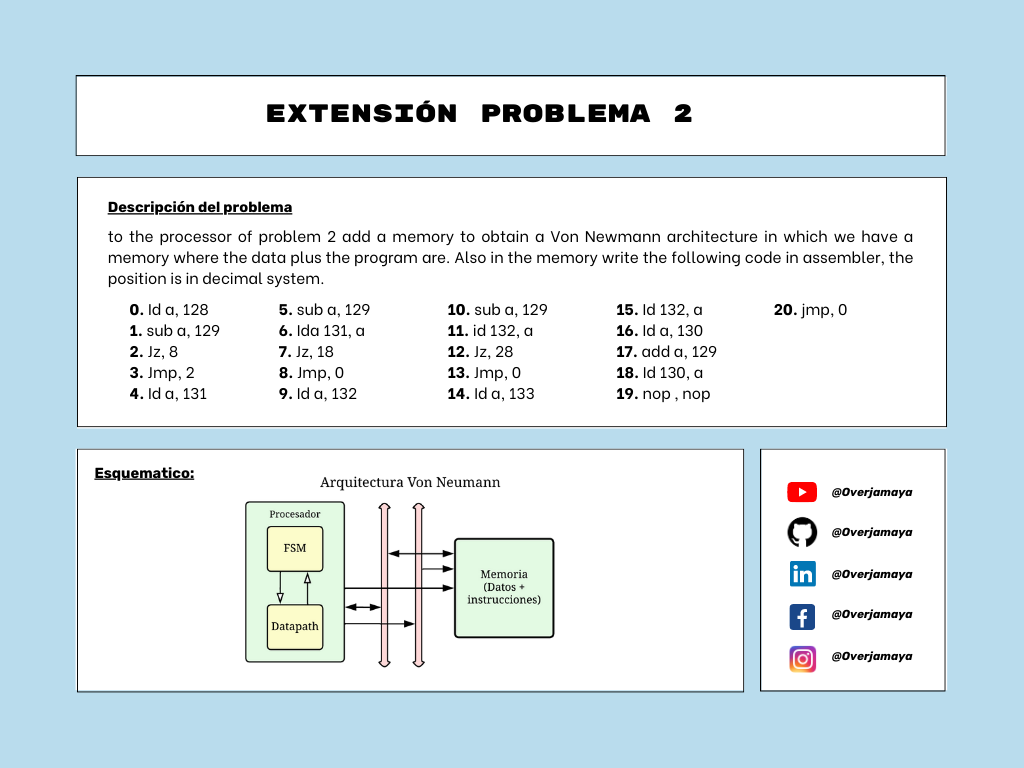 EXTENSIÓN PROBLEMA 2
Descripción del problema
to the processor of problem 2 add a memory to obtain a Von Newmann architecture in which we have a
memory where the data plus the program are. Also in the memory write the following code in assembler, the
position is in decimal system.
0. ld a, 128
1. sub a, 129
2. Jz, 8
3. Jmp, 2
4. ld a, 131
5. sub a, 129
6. lda 131, a
7. Jz, 18
8. Jmp, 0
9. ld a, 132
10. sub a, 129
11. id 132, a
12. Jz, 28
13. Jmp, 0
14. ld a, 133
15. ld 132, a
16. ld a, 130
17. add a, 129
18. ld 130, a
19. nop , nop
20. jmp, 0
Esquematico:
Arquitectura Von Neumann
Procesador
FSM
Datapath
Memoria
(Datos +
instrucciones)
@Overjamaya
@Overjamaya
in @Overjamaya
@Overjamaya
@Overjamaya